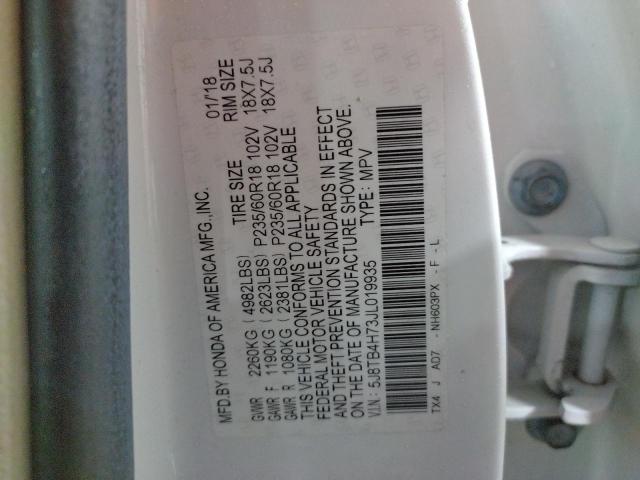 MFD.BY HONDA OF AMERICA MFG.,INC. 01/'18
TIRE SIZE RIM SIZE
GVWR 2260KG ( 4982LBS)
GAWR F 1190KG ( 2623LBS) P235/60R18 102V 18X7.5J
GAWR R 1080KG ( 2381LBS) P235/60R18 102V 18X7.5J
THIS VEHICLE CONFORMS TO ALL APPLICABLE
FEDERAL MOTOR VEHICLE SAFETY
AND THEFT PREVENTION STANDARDS IN EFFECT
ON THE DATE OF MANUFACTURE SHOWN ABOVE.
V.I.N.: 5J8TB4H73JL019935 TYPE: MPV
TX4 J A07 - NH603PX - F - L